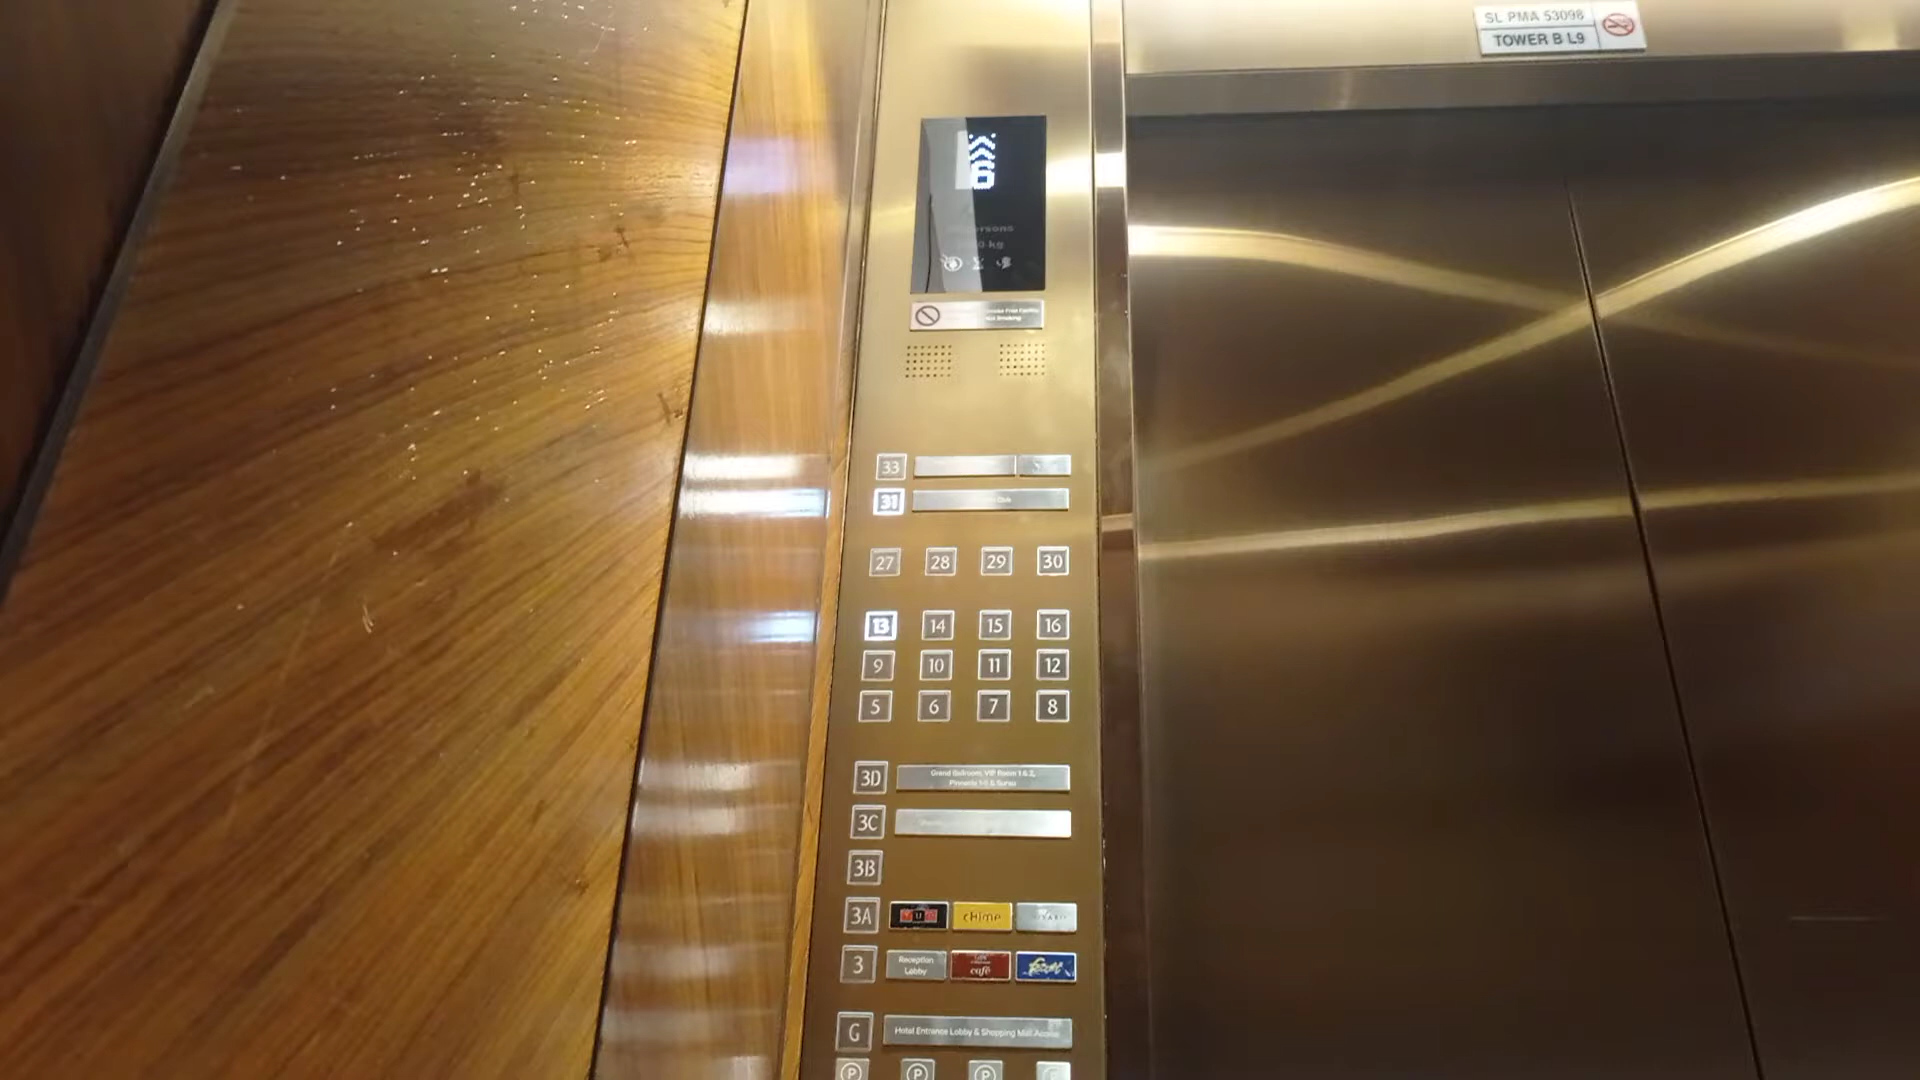 SL PMA 53098
TOWER B L9
33
31
27 28 29 30
13 14 15 16
9 10 11 12
5 6 7 8
3D Grand Ballroom, VIP Room 1 & 2,
3C
3B
3A chime
3 Reception Lobby café
G Hotel Entrance Lobby & Shopping Mall Access
P P P